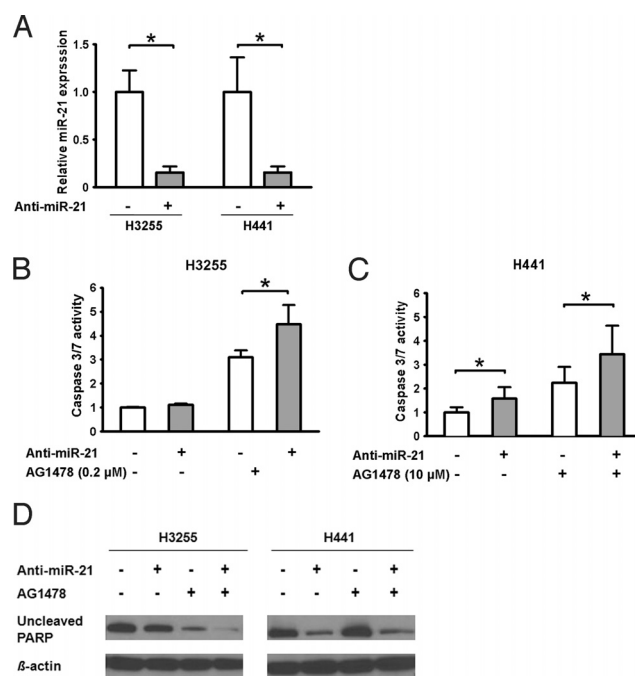 A
Relative miR-21 exprsssion
1.5
1.0
0.5
0
* *
Anti-miR-21 - + - +
H3255 H441
B
H3255
Caspase 3/7 activity
6
5
4
3
2
1
0
*
Anti-miR-21 - + - +
AG1478 (0.2 µM) - - +
C
H441
Caspase 3/7 activity
6
5
4
3
2
1
0
* *
Anti-miR-21 - + - +
AG1478 (10 µM) - - + +
D
H3255 H441
Anti-miR-21 - + - + - + - +
AG1478 - - + + - - + +
Uncleaved
PARP
ß-actin